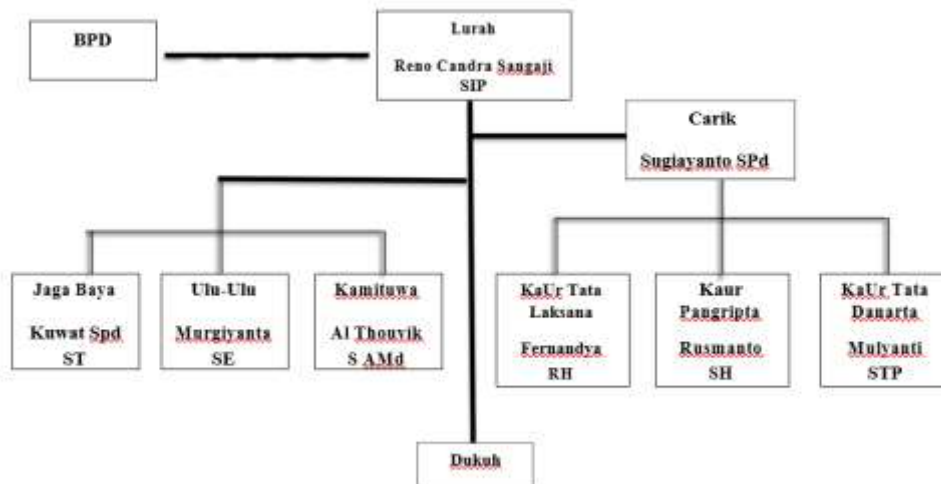 BPD
Lurah
Reno Candra Sangaji
SIP
Carik
Sugiayanto SPd
Jaga Baya
Kuwat Spd
ST
Ulu-Ulu
Murgiyanta
SE
Kamituwa
Al Thouvik
S AMd
KaUr Tata
Laksana
Fernandya
RH
Kaur
Pangripta
Rusmanto
SH
KaUr Tata
Danarta
Mulyanti
STP
Dukuh